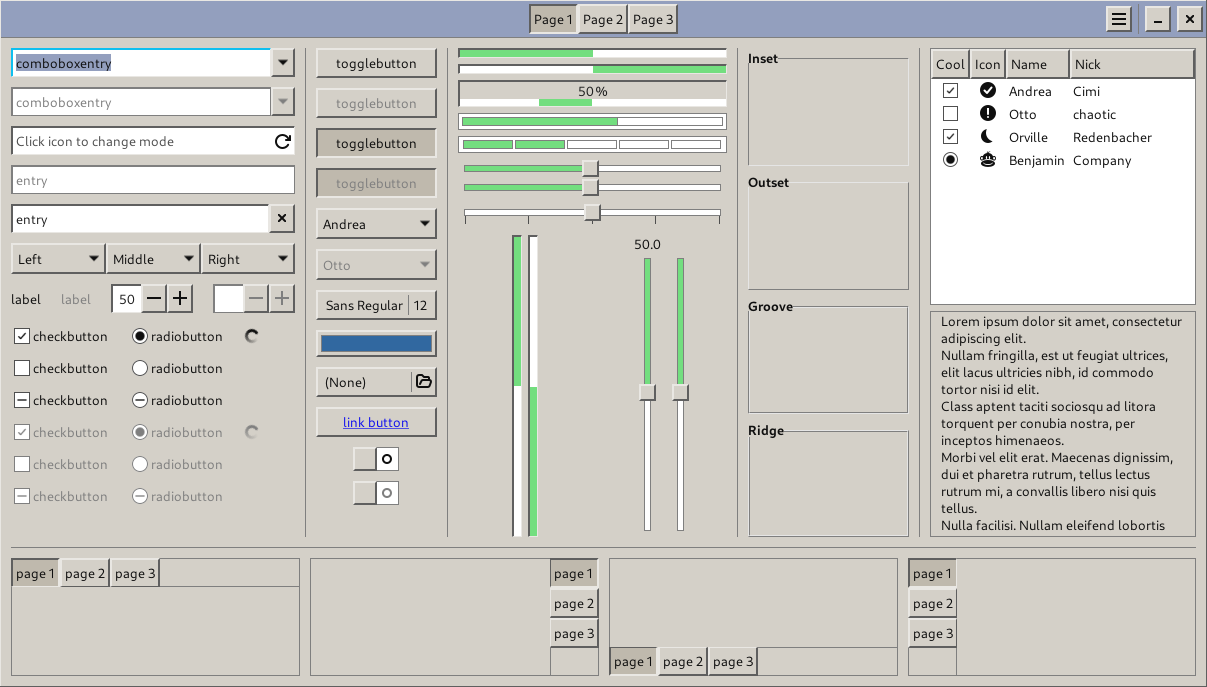 Page 1 Page 2 Page 3
comboboxentry
comboboxentry
Click icon to change mode
entry
entry
Left Middle Right
label label 50
checkbutton radiobutton
checkbutton radiobutton
checkbutton radiobutton
checkbutton radiobutton
checkbutton radiobutton
checkbutton radiobutton
togglebutton
togglebutton
togglebutton
togglebutton
Andrea
Otto
Sans Regular 12
(None)
link button
50 %
50.0
Inset
Outset
Groove
Ridge
Cool Icon Name Nick
Andrea Cimi
Otto chaotic
Orville Redenbacher
Benjamin Company
Lorem ipsum dolor sit amet, consectetur
adipiscing elit.
Nullam fringilla, est ut feugiat ultrices,
elit lacus ultricies nibh, id commodo
tortor nisi id elit.
Class aptent taciti sociosqu ad litora
torquent per conubia nostra, per
inceptos himenaeos.
Morbi vel elit erat. Maecenas dignissim,
dui et pharetra rutrum, tellus lectus
rutrum mi, a convallis libero nisi quis
tellus.
Nulla facilisi. Nullam eleifend lobortis
page 1 page 2 page 3
page 1
page 2
page 3
page 1 page 2 page 3
page 1
page 2
page 3